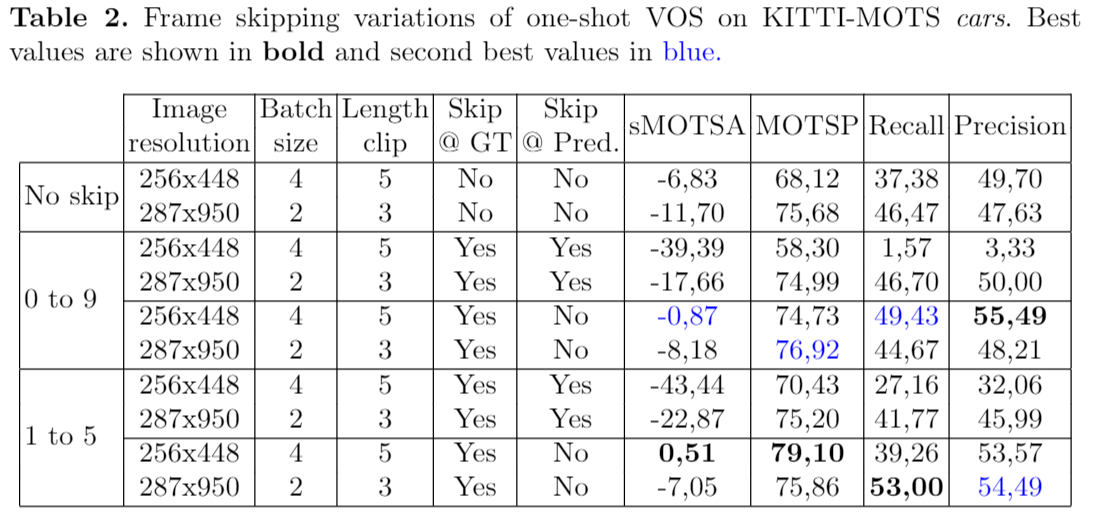 Table 2. Frame skipping variations of one-shot VOS on KITTI-MOTS cars. Best
values are shown in bold and second best values in blue.
Image resolution Batch size Length clip Skip @ GT Skip @ Pred. sMOTSA MOTSP Recall Precision
No skip 256x448 4 5 No No -6,83 68,12 37,38 49,70
287x950 2 3 No No -11,70 75,68 46,47 47,63
0 to 9 256x448 4 5 Yes Yes -39,39 58,30 1,57 3,33
287x950 2 3 Yes Yes -17,66 74,99 46,70 50,00
256x448 4 5 Yes No -0,87 74,73 49,43 55,49
287x950 2 3 Yes No -8,18 76,92 44,67 48,21
1 to 5 256x448 4 5 Yes Yes -43,44 70,43 27,16 32,06
287x950 2 3 Yes Yes -22,87 75,20 41,77 45,99
256x448 4 5 Yes No 0,51 79,10 39,26 53,57
287x950 2 3 Yes No -7,05 75,86 53,00 54,49